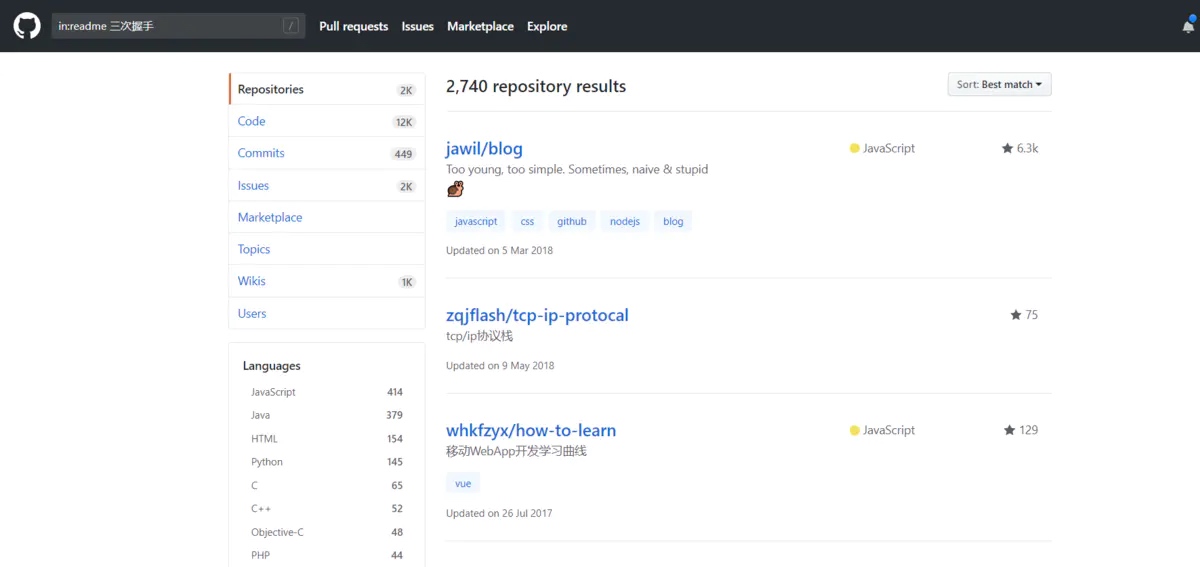 in:readme 三次握手 /
Pull requests Issues Marketplace Explore
Repositories 2K
Code 12K
Commits 449
Issues 2K
Marketplace
Topics
Wikis 1K
Users
Languages
JavaScript 414
Java 379
HTML 154
Python 145
C 65
C++ 52
Objective-C 48
PHP 44
2,740 repository results
Sort: Best match
jawil/blog
JavaScript
6.3k
Too young, too simple. Sometimes, naive & stupid
javascript css github nodejs blog
Updated on 5 Mar 2018
zqjflash/tcp-ip-protocal
75
tcp/ip协议栈
Updated on 9 May 2018
whkfzyx/how-to-learn
JavaScript
129
移动WebApp开发学习曲线
vue
Updated on 26 Jul 2017